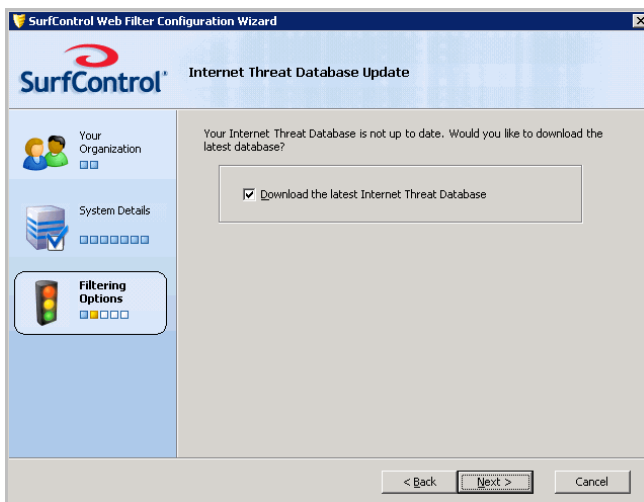 SurfControl Web Filter Configuration Wizard
SurfControl
Internet Threat Database Update
Your
Organization
System Details
Filtering
Options
Your Internet Threat Database is not up to date. Would you like to download the
latest database?
Download the latest Internet Threat Database
< Back
Next >
Cancel